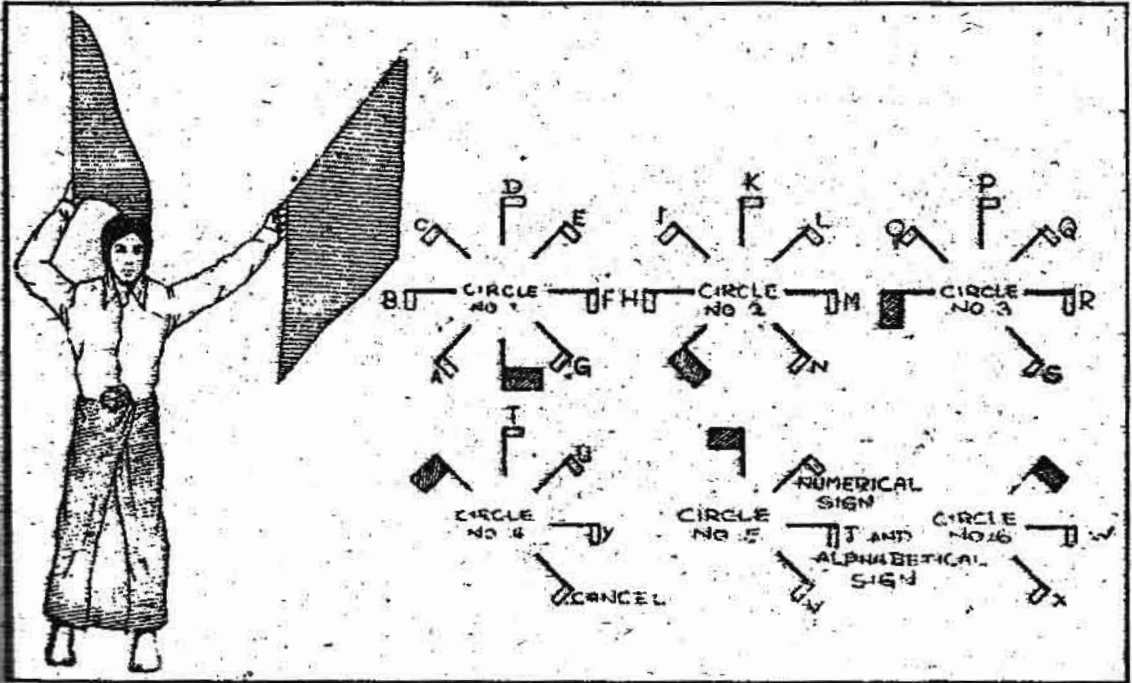 D
C
E
B
CIRCLE
NO 1
F
A
G
K
I
L
H
CIRCLE
NO 2
M
N
P
O
Q
CIRCLE
NO 3
R
S
T
U
CIRCLE
NO 4
Y
CANCEL
NUMERICAL
SIGN
CIRCLE
NO 5
J AND
ALPHABETICAL
SIGN
V
CIRCLE
NO 6
W
X